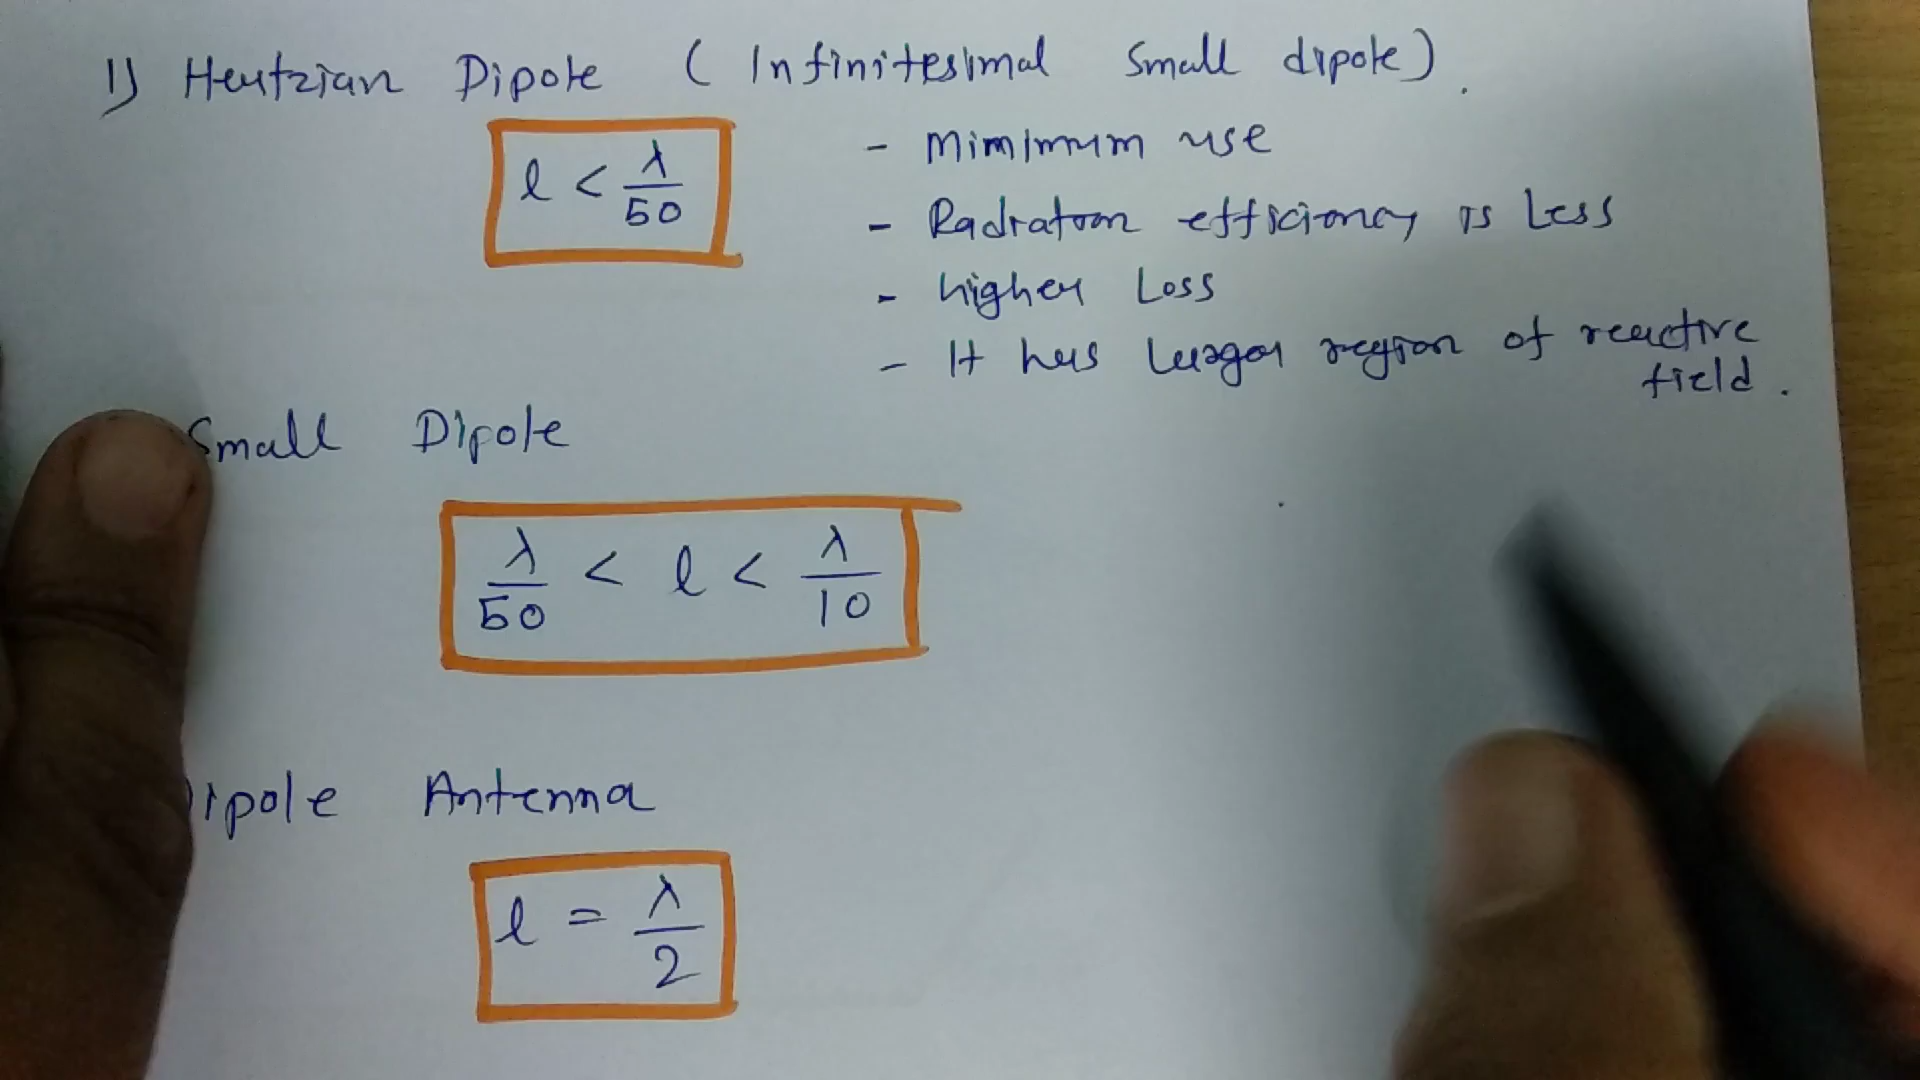 1) Hertzian Dipole (Infinitesimal Small dipole).
l < λ/50
- Mimimum use
- Radiation efficiency is Less
- higher Loss
- It has larger region of reactive field.
Small Dipole
λ/50 < l < λ/10
ipole Antenna
l = λ/2